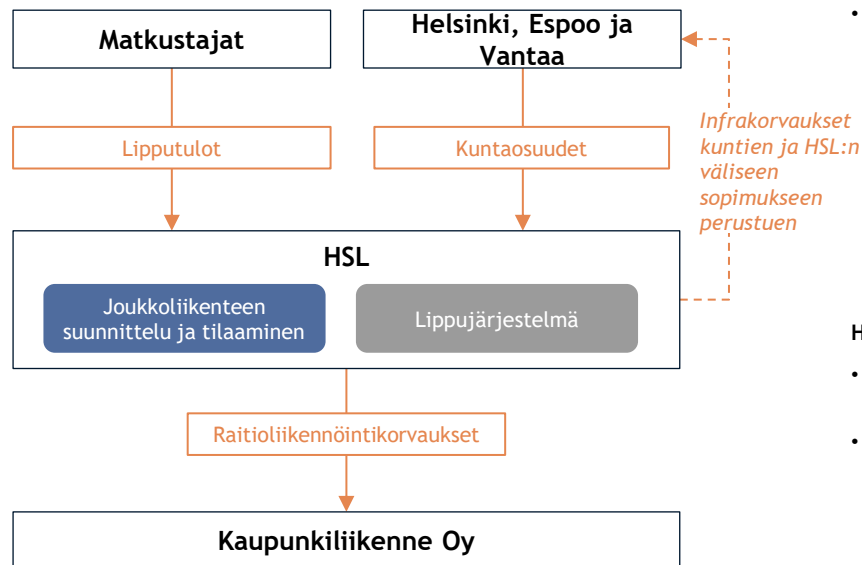 Matkustajat
Helsinki, Espoo ja
Vantaa
•
Lipputulot
Kuntaosuudet
Infrakorvaukset
kuntien ja HSL:n
väliseen
sopimukseen
perustuen
HSL
Joukkoliikenteen
suunnittelu ja tilaaminen
Lippujärjestelmä
H
•
Raitioliikennöintikorvaukset
•
Kaupunkiliikenne Oy